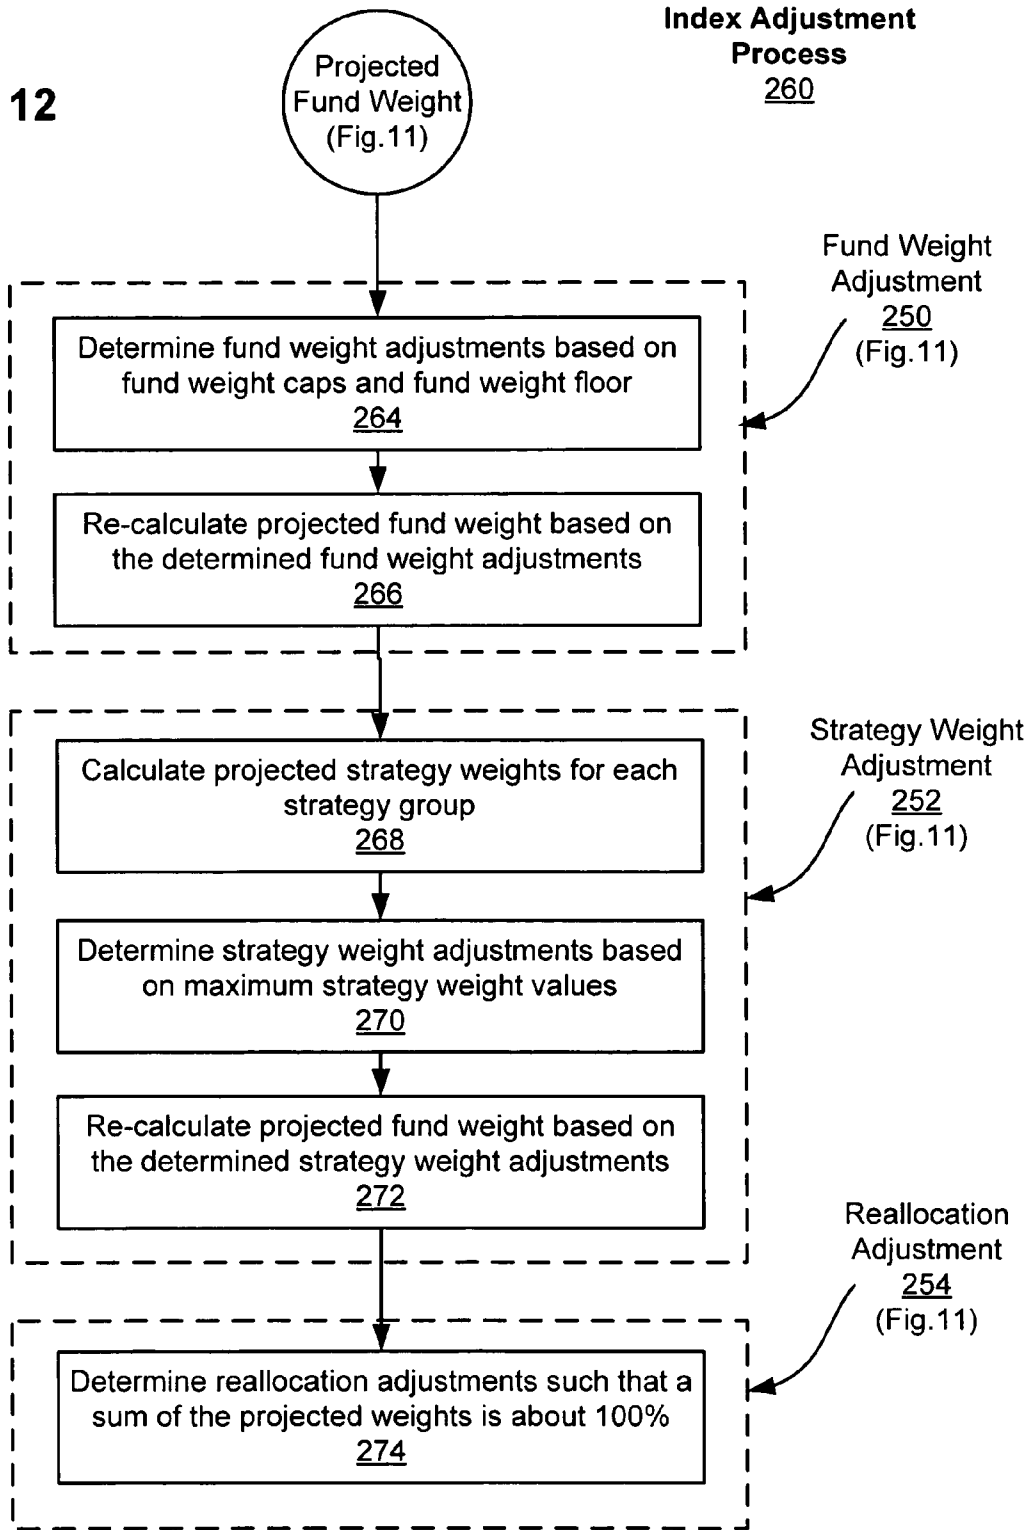 Index Adjustment
Process
260
12
Projected
Fund Weight
(Fig.11)
Fund Weight
Adjustment
250
(Fig.11)
Determine fund weight adjustments based on
fund weight caps and fund weight floor
264
Re-calculate projected fund weight based on
the determined fund weight adjustments
266
Strategy Weight
Adjustment
252
(Fig.11)
Calculate projected strategy weights for each
strategy group
268
Determine strategy weight adjustments based
on maximum strategy weight values
270
Re-calculate projected fund weight based on
the determined strategy weight adjustments
272
Reallocation
Adjustment
254
(Fig.11)
Determine reallocation adjustments such that a
sum of the projected weights is about 100%
274